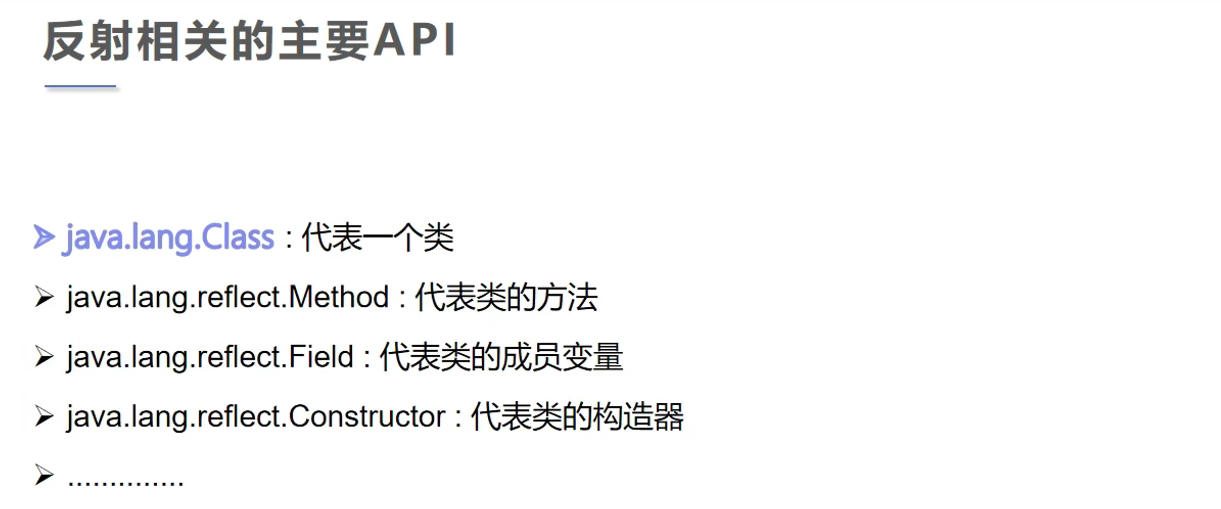 反射相关的主要API
java.lang.Class : 代表一个类
java.lang.reflect.Method : 代表类的方法
java.lang.reflect.Field : 代表类的成员变量
java.lang.reflect.Constructor : 代表类的构造器
..............